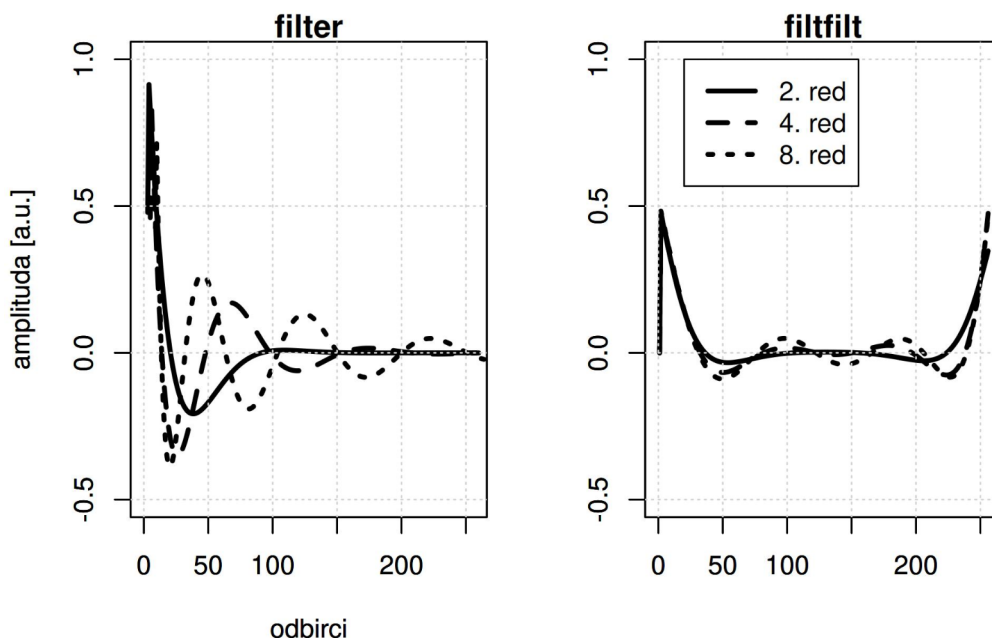 filter
1.0
0.5
0.0
-0.5
amplituda [a.u.]
0 50 100 200
odbirci
filtfilt
2. red
4. red
8. red
1.0
0.5
0.0
-0.5
0 50 100 200